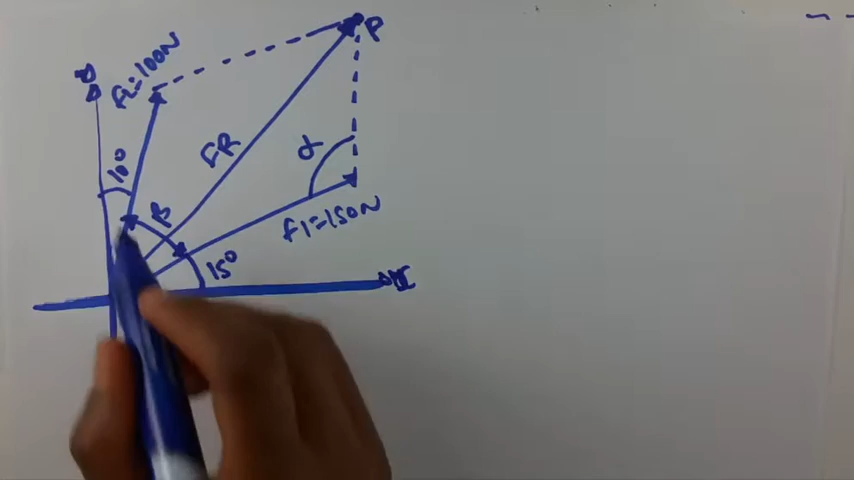 P
y
F2=100N
10°
FR
α
β
F1=150N
15°
x